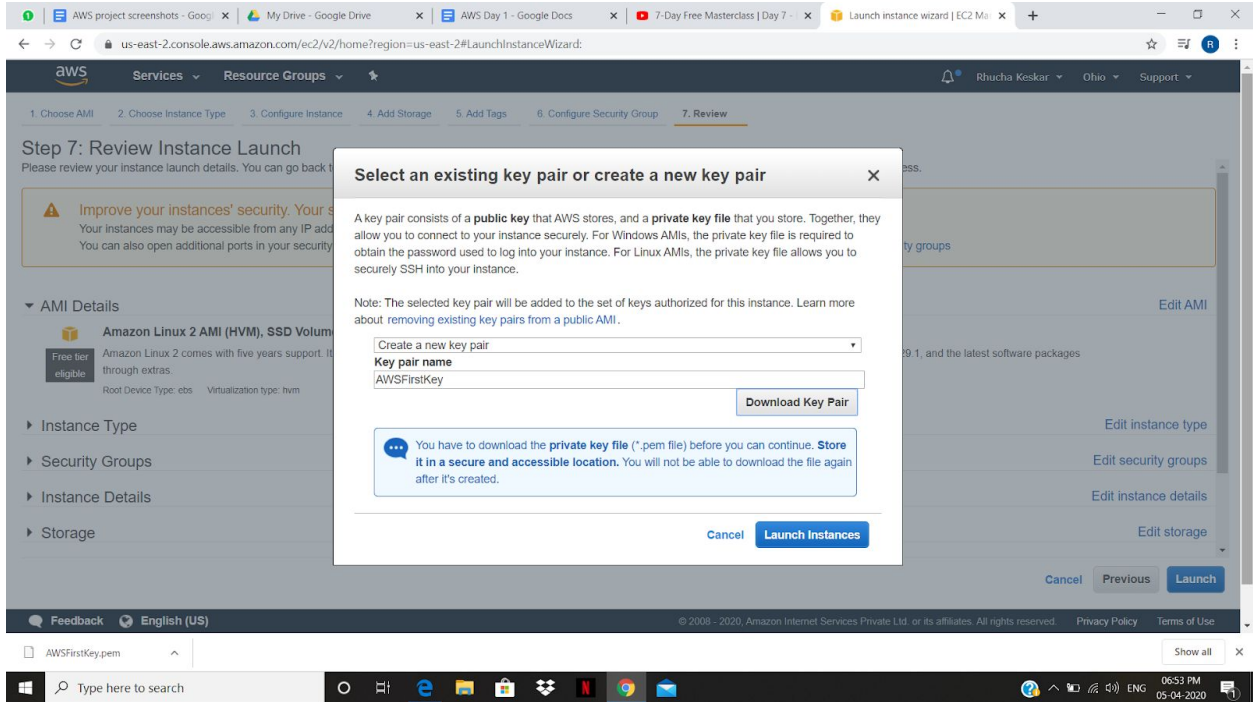 AWS project screenshots - Googl
My Drive - Google Drive
AWS Day 1 - Google Docs
7-Day Free Masterclass | Day 7 -
Launch instance wizard | EC2 Ma
us-east-2.console.aws.amazon.com/ec2/v2/home?region=us-east-2#LaunchInstanceWizard:
R
aws Services Resource Groups Rhucha Keskar Ohio Support
1. Choose AMI 2. Choose Instance Type 3. Configure Instance 4. Add Storage 5. Add Tags 6. Configure Security Group 7. Review
Step 7: Review Instance Launch
Please review your instance launch details. You can go back t
ess.
Improve your instances' security. Your s
Your instances may be accessible from any IP add
You can also open additional ports in your security
ty groups
AMI Details
Edit AMI
Amazon Linux 2 AMI (HVM), SSD Volum
Free tier
eligible
Amazon Linux 2 comes with five years support. It
29.1, and the latest software packages
through extras.
Root Device Type: ebs Virtualization type: hvm
Instance Type
Edit instance type
Security Groups
Edit security groups
Instance Details
Edit instance details
Storage
Edit storage
Select an existing key pair or create a new key pair
A key pair consists of a public key that AWS stores, and a private key file that you store. Together, they
allow you to connect to your instance securely. For Windows AMIs, the private key file is required to
obtain the password used to log into your instance. For Linux AMIs, the private key file allows you to
securely SSH into your instance.
Note: The selected key pair will be added to the set of keys authorized for this instance. Learn more
about removing existing key pairs from a public AMI.
Create a new key pair
Key pair name
AWSFirstKey
Download Key Pair
You have to download the private key file (*.pem file) before you can continue. Store
it in a secure and accessible location. You will not be able to download the file again
after it's created.
Cancel Launch Instances
Cancel Previous Launch
Feedback English (US) © 2008 - 2020, Amazon Internet Services Private Ltd. or its affiliates. All rights reserved. Privacy Policy Terms of Use
AWSFirstKey.pem
Show all
Type here to search
N
ENG
06:53 PM
05-04-2020
1